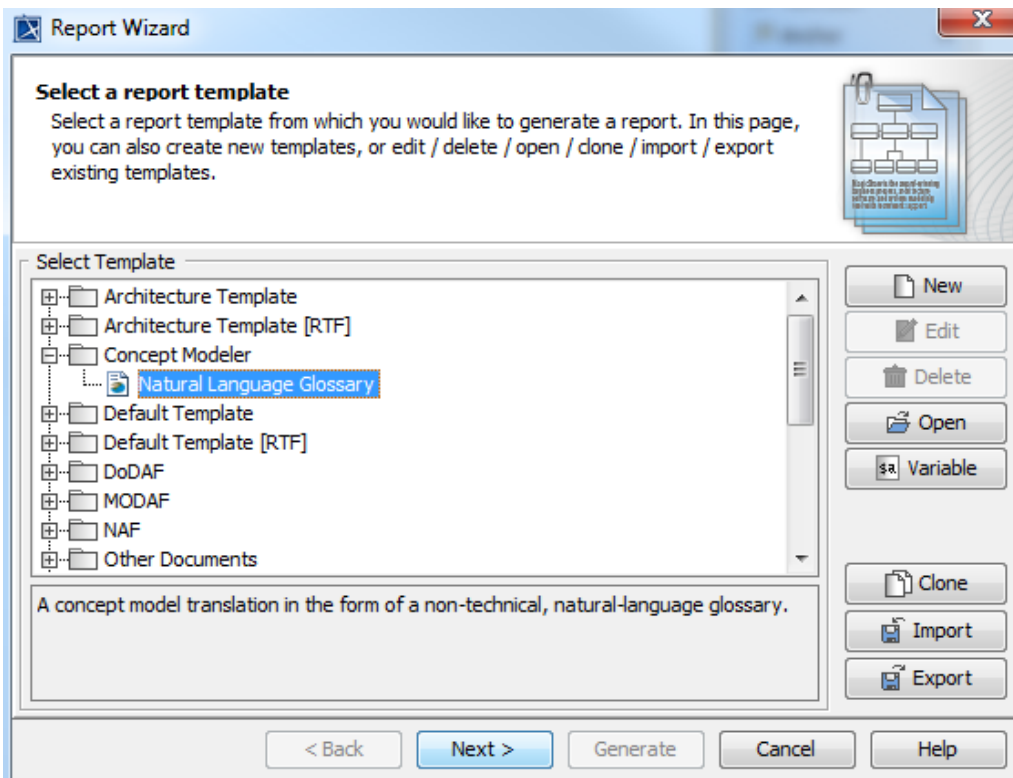 Report Wizard
Select a report template
Select a report template from which you would like to generate a report. In this page,
you can also create new templates, or edit / delete / open / clone / import / export
existing templates.
Select Template
Architecture Template
Architecture Template [RTF]
Concept Modeler
Natural Language Glossary
Default Template
Default Template [RTF]
DoDAF
MODAF
NAF
Other Documents
A concept model translation in the form of a non-technical, natural-language glossary.
New
Edit
Delete
Open
$a Variable
Clone
Import
Export
< Back
Next >
Generate
Cancel
Help